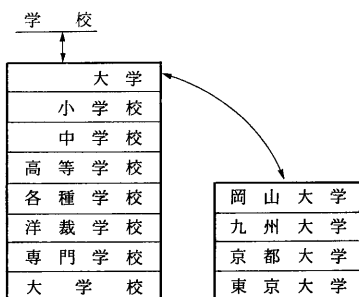 学校
大学
小学校
中学校
高等学校
各種学校
洋裁学校
専門学校
大学校
岡山大学
九州大学
京都大学
東京大学